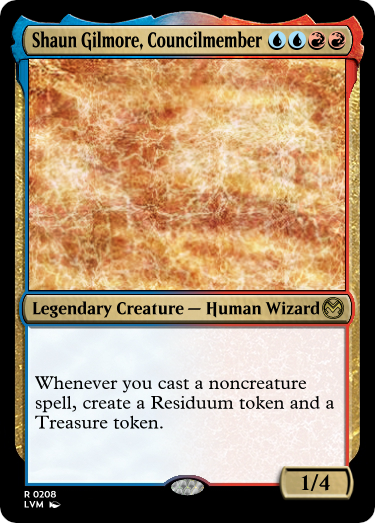 Shaun Gilmore, Councilmember
Legendary Creature — Human Wizard
Whenever you cast a noncreature
spell, create a Residuum token and a
Treasure token.
1/4
R 0208
LVM